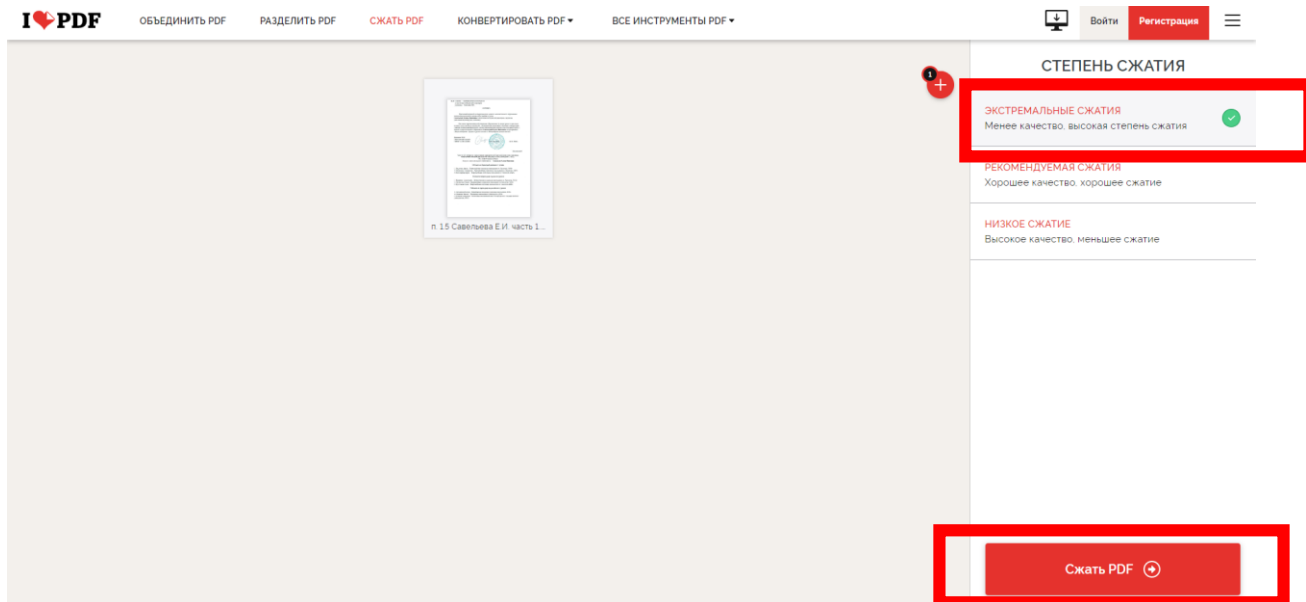 I PDF
ОБЪЕДИНИТЬ PDF
РАЗДЕЛИТЬ PDF
СЖАТЬ PDF
КОНВЕРТИРОВАТЬ PDF
ВСЕ ИНСТРУМЕНТЫ PDF
Войти
Регистрация
1
п. 1.5 Савельева Е.И. часть 1...
СТЕПЕНЬ СЖАТИЯ
ЭКСТРЕМАЛЬНЫЕ СЖАТИЯ
Менее качество, высокая степень сжатия
РЕКОМЕНДУЕМАЯ СЖАТИЯ
Хорошее качество, хорошее сжатие
НИЗКОЕ СЖАТИЕ
Высокое качество, меньшее сжатие
Сжать PDF